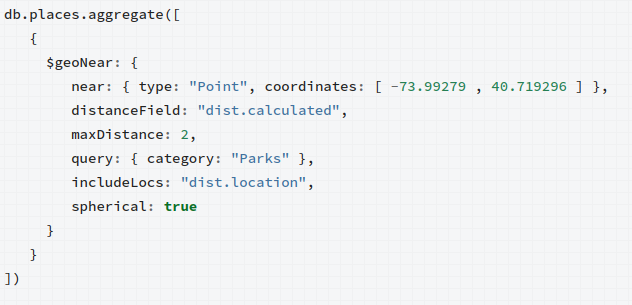 db.places.aggregate([
   {
     $geoNear: {
        near: { type: "Point", coordinates: [ -73.99279 , 40.719296 ] },
        distanceField: "dist.calculated",
        maxDistance: 2,
        query: { category: "Parks" },
        includeLocs: "dist.location",
        spherical: true
     }
   }
])